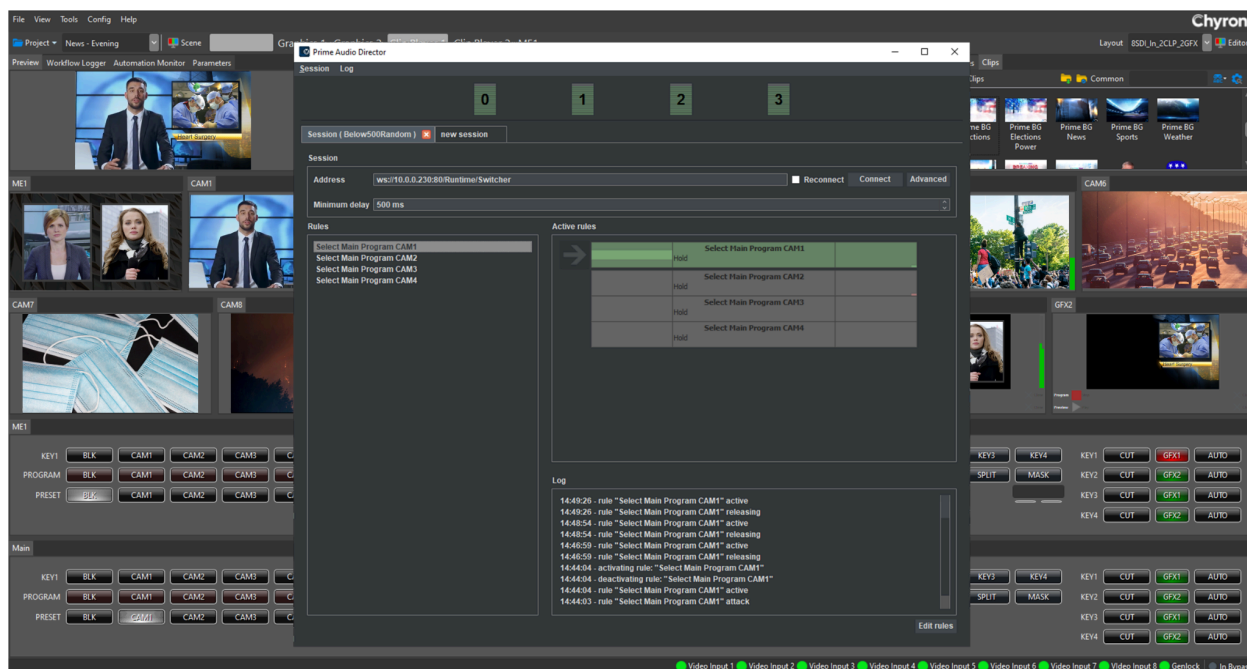 File View Tools Config Help
Chyron
Project News - Evening Scene
Layout 8SDI_In_2CLP_2GFX Editor
Preview Workflow Logger Automation Monitor Parameters
Clips
Common
Heart Surgery
Prime BG Elections Power
Prime BG News
Prime BG Sports
Prime BG Weather
ME1 CAM1 CAM6
CAM7 CAM8 GFX2
Prime Audio Director
Session Log
0 1 2 3
Session ( Below500Random ) new session
Session
Address ws://10.0.0.230:80/Runtime/Switcher Reconnect Connect Advanced
Minimum delay 500 ms
Rules
Select Main Program CAM1
Select Main Program CAM2
Select Main Program CAM3
Select Main Program CAM4
Active rules
Select Main Program CAM1
Hold
Select Main Program CAM2
Hold
Select Main Program CAM3
Hold
Select Main Program CAM4
Hold
Log
14:49:26 - rule "Select Main Program CAM1" active
14:49:26 - rule "Select Main Program CAM1" releasing
14:48:54 - rule "Select Main Program CAM1" active
14:48:54 - rule "Select Main Program CAM1" releasing
14:46:59 - rule "Select Main Program CAM1" active
14:46:59 - rule "Select Main Program CAM1" releasing
14:44:04 - activating rule: "Select Main Program CAM1"
14:44:04 - deactivating rule: "Select Main Program CAM1"
14:44:04 - rule "Select Main Program CAM1" active
14:44:03 - rule "Select Main Program CAM1" attack
Edit rules
ME1
KEY1 BLK CAM1 CAM2 CAM3
PROGRAM BLK CAM1 CAM2 CAM3
PRESET BLK CAM1 CAM2 CAM3
KEY3 KEY4 KEY1 CUT GFX1 AUTO
SPLIT MASK KEY2 CUT GFX2 AUTO
KEY3 CUT GFX1 AUTO
KEY4 CUT GFX2 AUTO
Main
KEY1 BLK CAM1 CAM2 CAM3
PROGRAM BLK CAM1 CAM2 CAM3
PRESET BLK CAM1 CAM2 CAM3
KEY3 KEY4 KEY1 CUT GFX1 AUTO
SPLIT MASK KEY2 CUT GFX2 AUTO
KEY3 CUT GFX1 AUTO
KEY4 CUT GFX2 AUTO
Video Input 1 Video Input 2 Video Input 3 Video Input 4 Video Input 5 Video Input 6 Video Input 7 Video Input 8 Genlock In Bypa